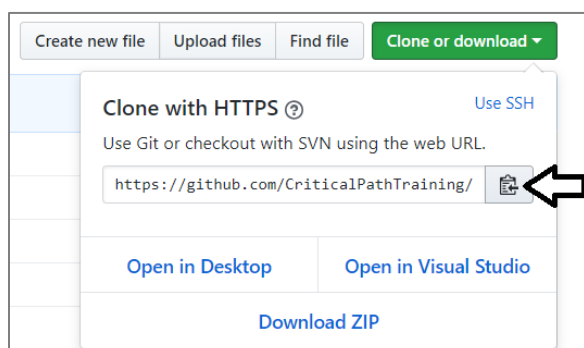 Create new file Upload files Find file Clone or download
Clone with HTTPS Use SSH
Use Git or checkout with SVN using the web URL.
https://github.com/CriticalPathTraining/
Open in Desktop Open in Visual Studio
Download ZIP